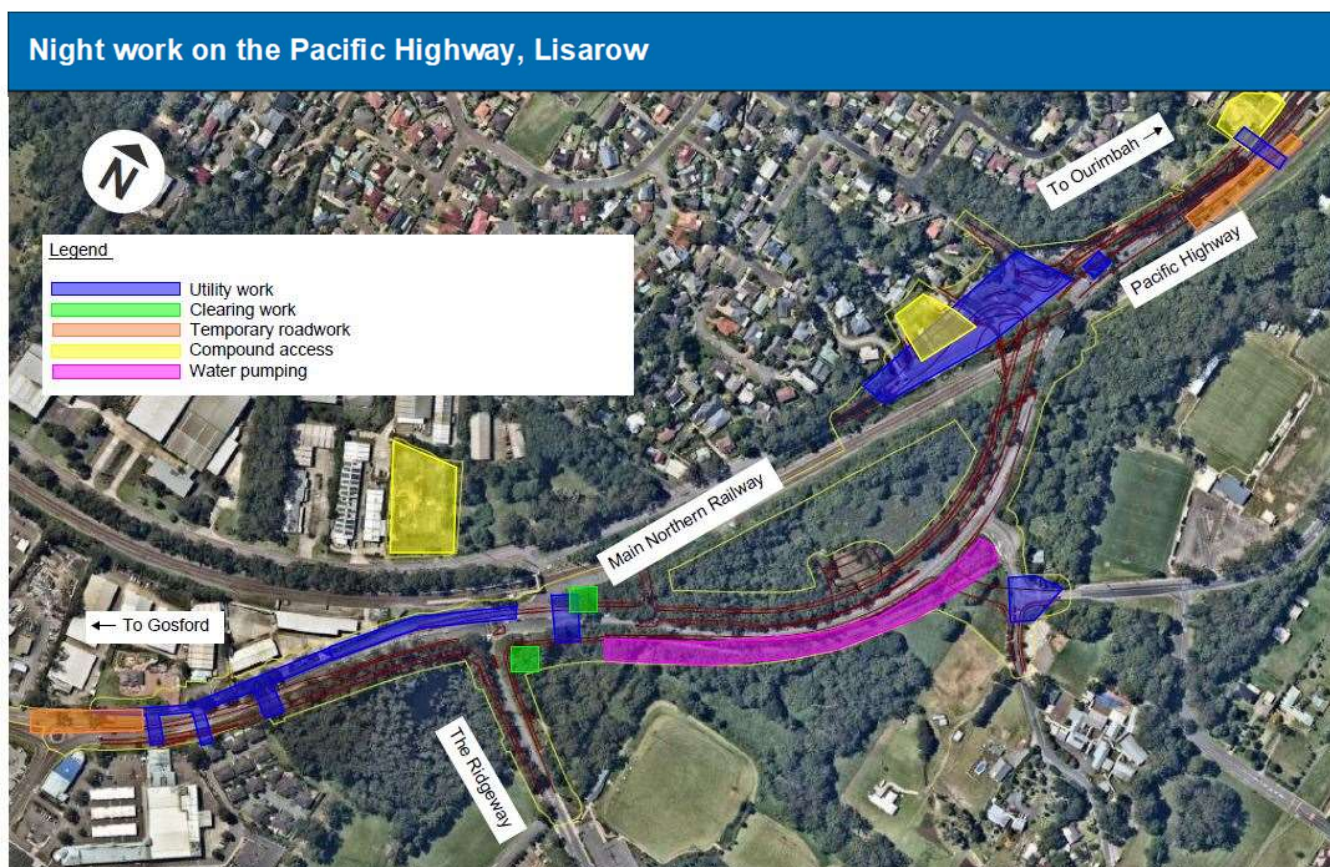 Night work on the Pacific Highway, Lisarow
N
Legend
Utility work
Clearing work
Temporary roadwork
Compound access
Water pumping
To Ourimbah →
Pacific Highway
Main Northern Railway
← To Gosford
The Ridgeway